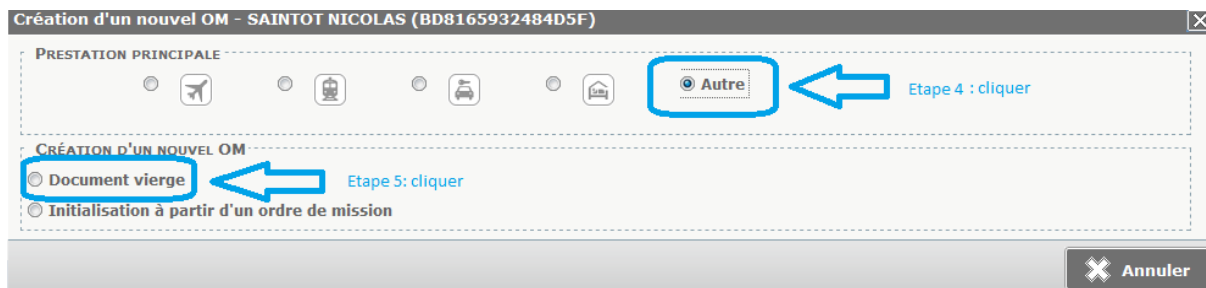 Création d'un nouvel OM - SAINTOT NICOLAS (BD8165932484D5F)
PRESTATION PRINCIPALE
Autre
Etape 4 : cliquer
CRÉATION D'UN NOUVEL OM
Document vierge
Etape 5: cliquer
Initialisation à partir d'un ordre de mission
Annuler